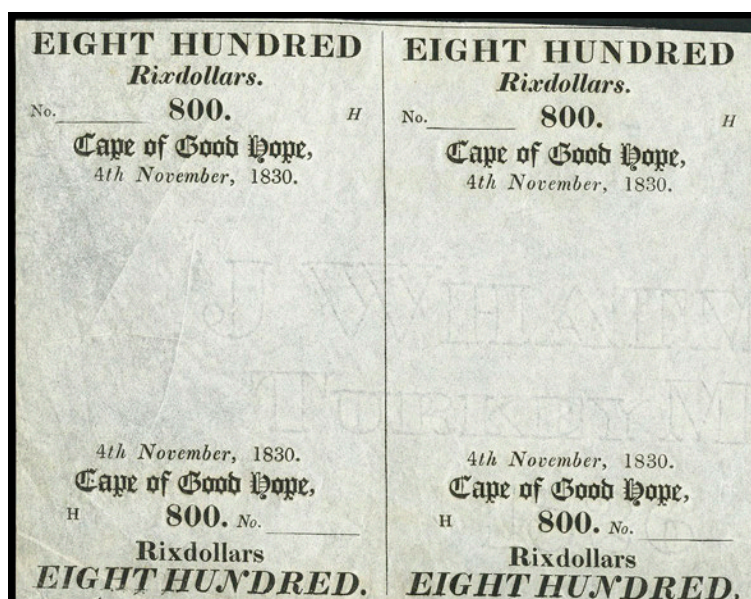 EIGHT HUNDRED
Rixdollars.
No. 800. H
Cape of Good Hope,
4th November, 1830.
4th November, 1830.
Cape of Good Hope,
H 800. No.
Rixdollars
EIGHT HUNDRED.
EIGHT HUNDRED
Rixdollars.
No. 800. H
Cape of Good Hope,
4th November, 1830.
4th November, 1830.
Cape of Good Hope,
H 800. No.
Rixdollars
EIGHT HUNDRED.